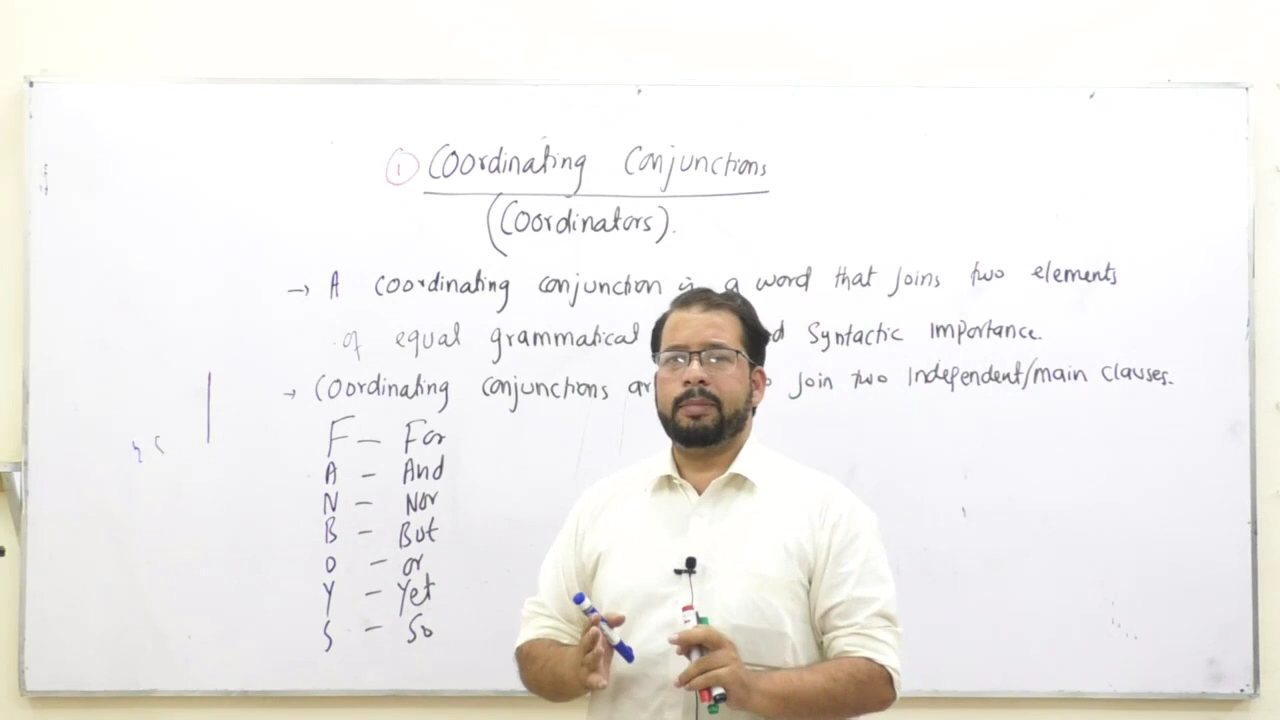 ① Coordinating Conjunctions
(Coordinators).
→ A coordinating conjunction is a word that joins two elements
of equal grammatical Syntactic importance.
→ Coordinating conjunctions join two Independent/main clauses.
F – For
A – And
N – Nor
B – But
O – or
Y – Yet
S – So